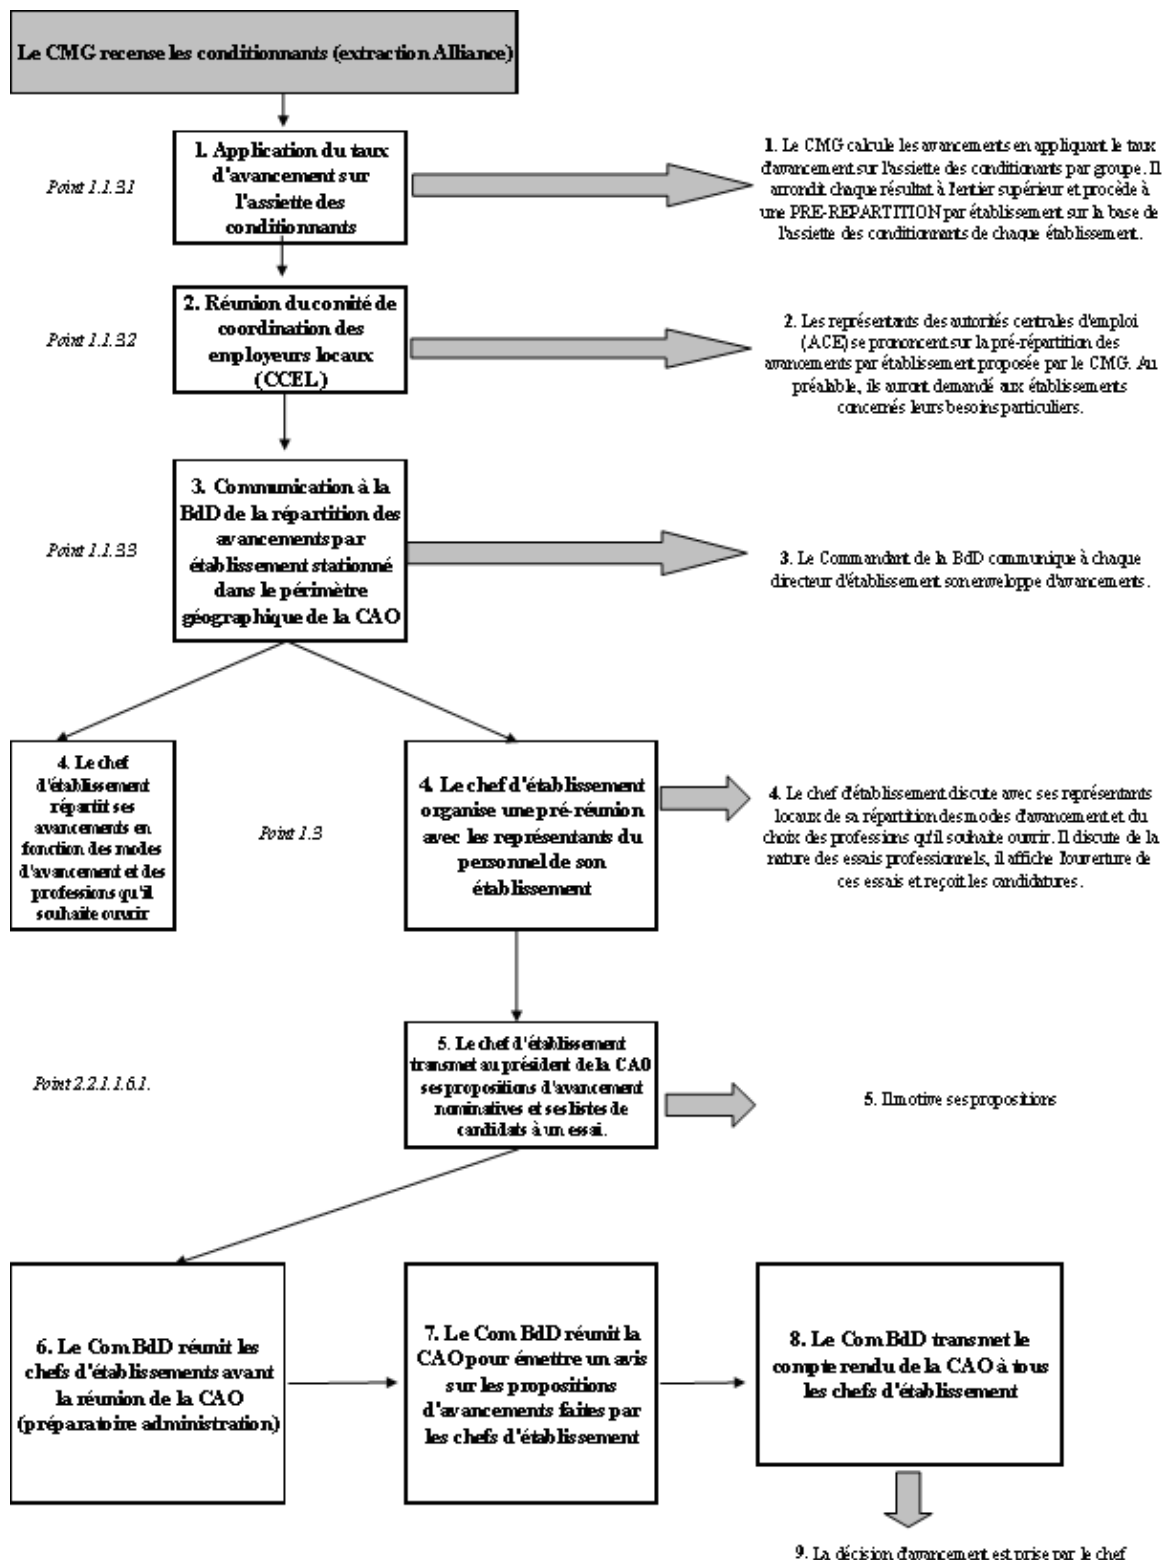 Le CMG recense les conditionnants (extraction Alliance)
1. Application du taux
d'avancement sur
l'assiette des
conditionnants
Point 1.1.3.1
1. Le CMG calcule les avancements en appliquant le taux
d'avancement sur l'assiette des conditionants par groupe. Il
arrondit chaque résultat à l'entier supérieur et procède à
une PRE-REPARTITION par établissement sur la base de
l'assiette des conditionnants de chaque établissement.
2. Réunion du comité de
coordination des
employeurs locaux
(CCEL)
Point 1.1.3.2
2. Les représentants des autorités centrales d'emploi
(ACE) se prononcent sur la pré-répartition des
avancements par établissement proposée par le CMG. Au
préalable, ils auront demandé aux établissements
concernés leurs besoins particuliers.
3. Communication à la
BdD de la répartition des
avancements par
établissement stationné
dans le périmètre
géographique de la CAO
Point 1.1.3.3
3. Le Commandant de la BdD communique à chaque
directeur d'établissement son enveloppe d'avancements.
4. Le chef
d'établissement
répartit ses
avancements en
fonction des modes
d'avancement et des
professions qu'il
souhaite ouvrir
Point 1.3
4. Le chef d'établissement
organise une pré-réunion
avec les représentants du
personnel de son
établissement
4. Le chef d'établissement discute avec ses représentants
locaux de sa répartition des modes d'avancement et du
choix des professions qu'il souhaite ouvrir. Il discute de la
nature des essais professionnels, il affiche l'ouverture de
ces essais et reçoit les candidatures.
Point 2.2.1.1.6.1.
5. Le chef d'établissement
transmet au président de la CAO
ses propositions d'avancement
nominatives et ses listes de
candidats à un essai.
5. Il motive ses propositions
6. Le Com BdD réunit les
chefs d'établissements avant
la réunion de la CAO
(préparatoire administration)
7. Le Com BdD réunit la
CAO pour émettre un avis
sur les propositions
d'avancements faites par
les chefs d'établissement
8. Le Com BdD transmet le
compte rendu de la CAO à tous
les chefs d'établissement
9. La décision d'avancement est prise par le chef